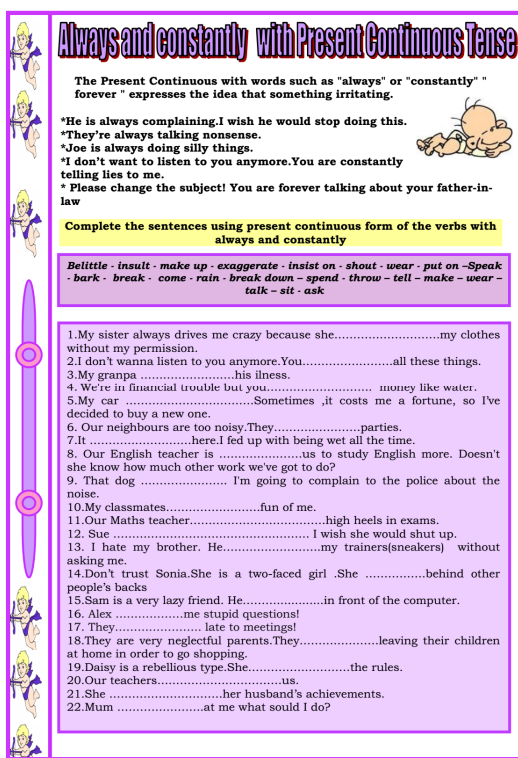 Always and constantly with Present Continuous Tense
The Present Continuous with words such as "always" or "constantly" "
forever " expresses the idea that something irritating.
*He is always complaining.I wish he would stop doing this.
*They're always talking nonsense.
*Joe is always doing silly things.
*I don't want to listen to you anymore.You are constantly
telling lies to me.
* Please change the subject! You are forever talking about your father-in-
law
Complete the sentences using present continuous form of the verbs with
always and constantly
Belittle - insult - make up - exaggerate - insist on - shout - wear - put on –Speak
- bark - break - come - rain - break down – spend - throw – tell – make – wear –
talk – sit - ask
1.My sister always drives me crazy because she………………………my clothes
without my permission.
2.I don't wanna listen to you anymore.You………………….all these things.
3.My granpa ……………………his ilness.
4. We're in financial trouble but you…………………….. money like water.
5.My car ………………………….Sometimes ,it costs me a fortune, so I've
decided to buy a new one.
6. Our neighbours are too noisy.They………………….parties.
7.It …………………….here.I fed up with being wet all the time.
8. Our English teacher is ………………….us to study English more. Doesn't
she know how much other work we've got to do?
9. That dog …………………. I'm going to complain to the police about the
noise.
10.My classmates…………………..fun of me.
11.Our Maths teacher…………………………….high heels in exams.
12. Sue …………………………………………. I wish she would shut up.
13. I hate my brother. He……………………my trainers(sneakers) without
asking me.
14.Don't trust Sonia.She is a two-faced girl .She ……………behind other
people's backs
15.Sam is a very lazy friend. He………………...in front of the computer.
16. Alex …………….me stupid questions!
17. They………………… late to meetings!
18.They are very neglectful parents.They……………….leaving their children
at home in order to go shopping.
19.Daisy is a rebellious type.She…………………….the rules.
20.Our teachers…………………………us.
21.She ……………………….her husband's achievements.
22.Mum ………………….at me what sould I do?